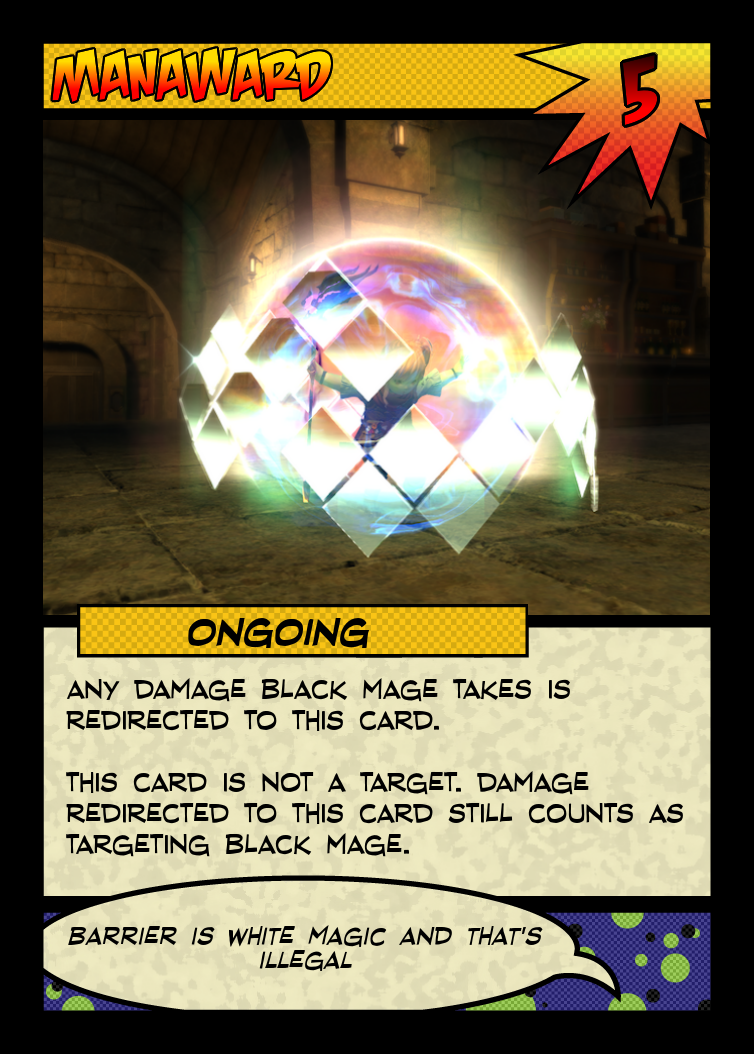 MANAWARD
5
ONGOING
ANY DAMAGE BLACK MAGE TAKES IS
REDIRECTED TO THIS CARD.
THIS CARD IS NOT A TARGET. DAMAGE
REDIRECTED TO THIS CARD STILL COUNTS AS
TARGETING BLACK MAGE.
BARRIER IS WHITE MAGIC AND THAT'S
ILLEGAL